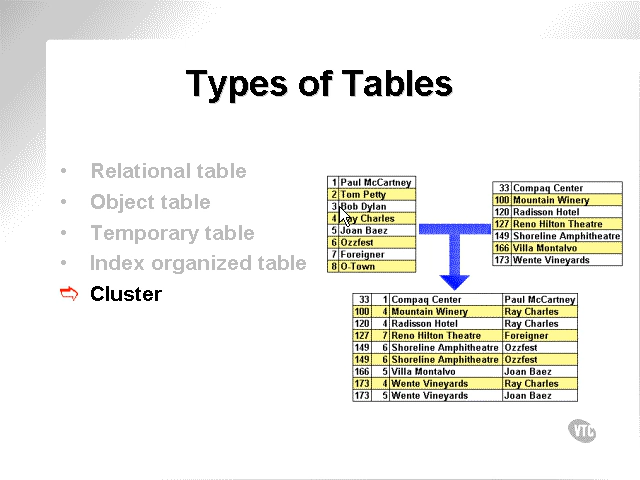 Types of Tables
• Relational table
• Object table
• Temporary table
• Index organized table
Cluster
1 Paul McCartney
2 Tom Petty
3 Bob Dylan
4 Ray Charles
5 Joan Baez
6 Ozzfest
7 Foreigner
8 O-Town
33 Compaq Center
100 Mountain Winery
120 Radisson Hotel
127 Reno Hilton Theatre
149 Shoreline Amphitheatre
166 Villa Montalvo
173 Wente Vineyards
33 1 Compaq Center Paul McCartney
100 4 Mountain Winery Ray Charles
120 4 Radisson Hotel Ray Charles
127 7 Reno Hilton Theatre Foreigner
149 6 Shoreline Amphitheatre Ozzfest
149 6 Shoreline Amphitheatre Ozzfest
166 5 Villa Montalvo Joan Baez
173 4 Wente Vineyards Ray Charles
173 5 Wente Vineyards Joan Baez
VTC